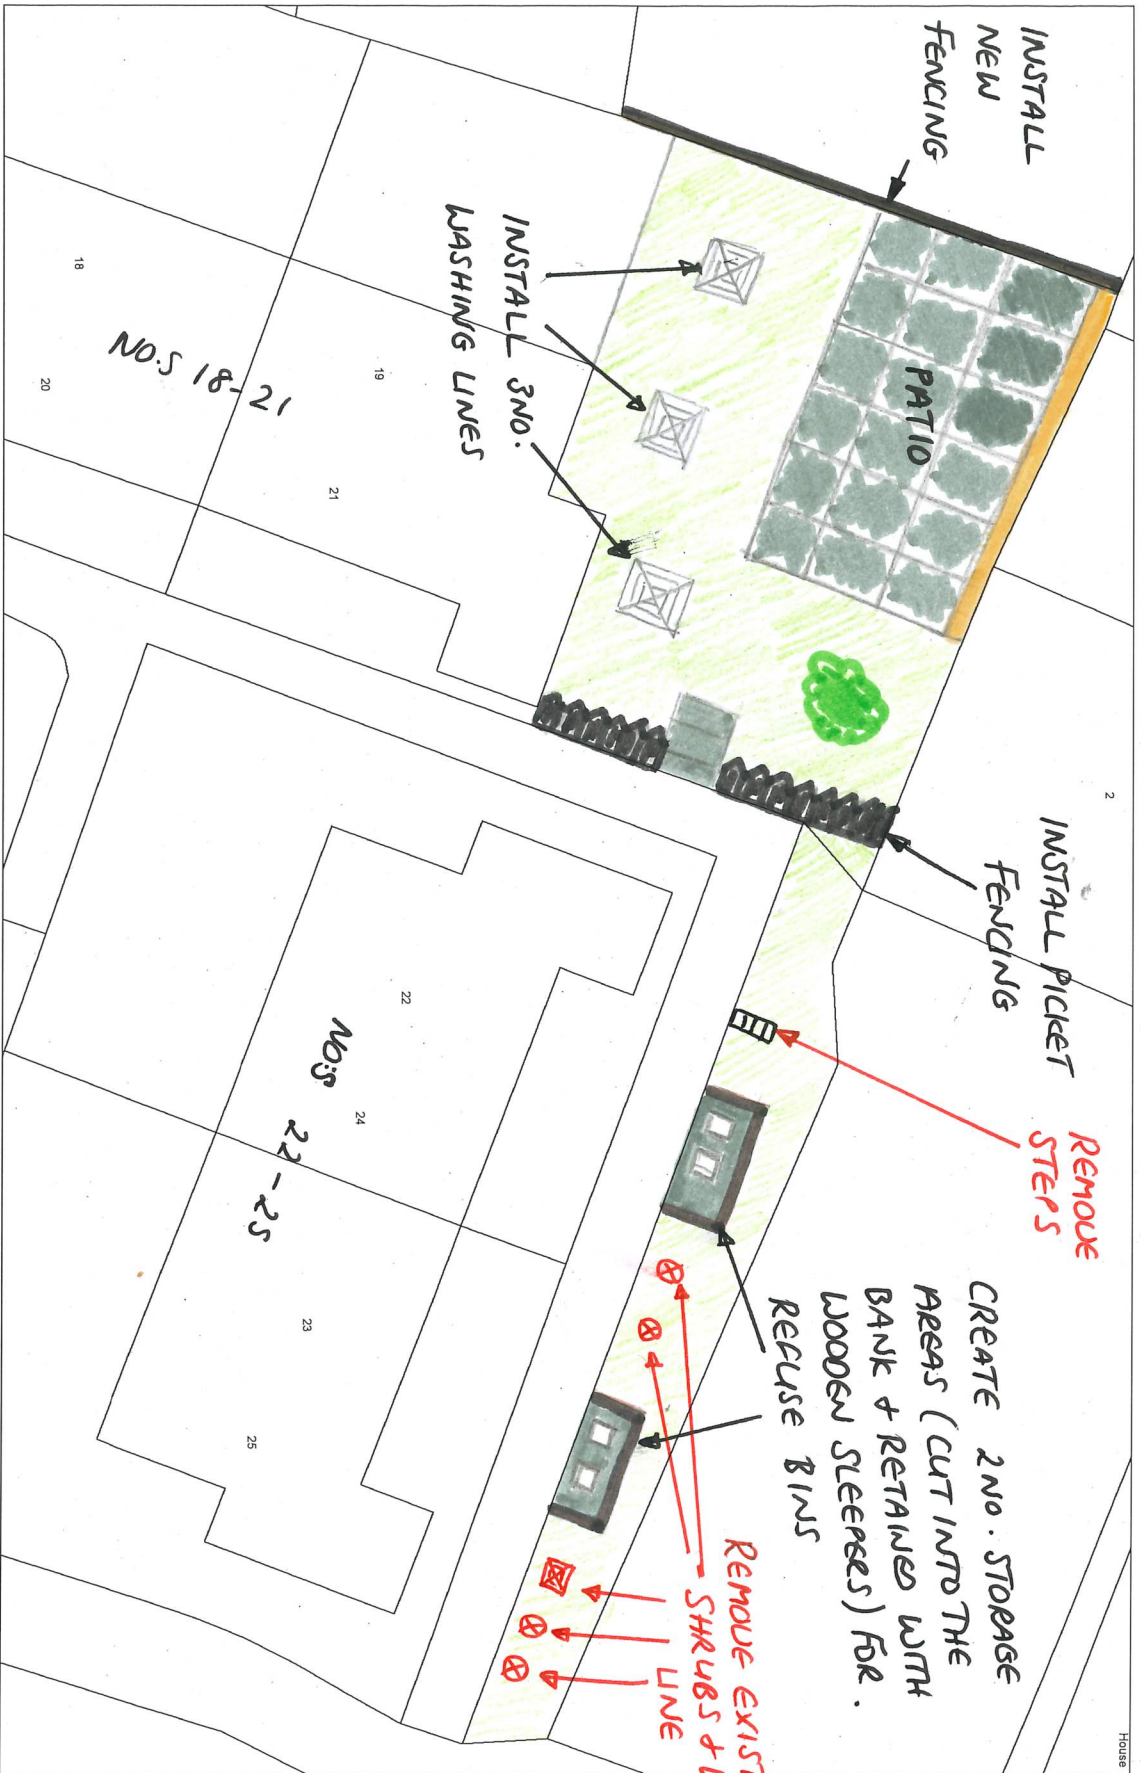 INSTALL
NEW
FENCING
PATIO
INSTALL 3NO.
WASHING LINES
NO.S 18-21
18
19
20
21
INSTALL PICKET
FENCING
2
REMOVE
STEPS
CREATE 2NO. STORAGE
AREAS (CUT INTO THE
BANK + RETAINED WITH
WOODEN SLEEPERS) FOR.
REFUSE BINS
REMOVE EXIST
SHRUBS +
LINE
NO:S 22-25
22
24
23
25
House